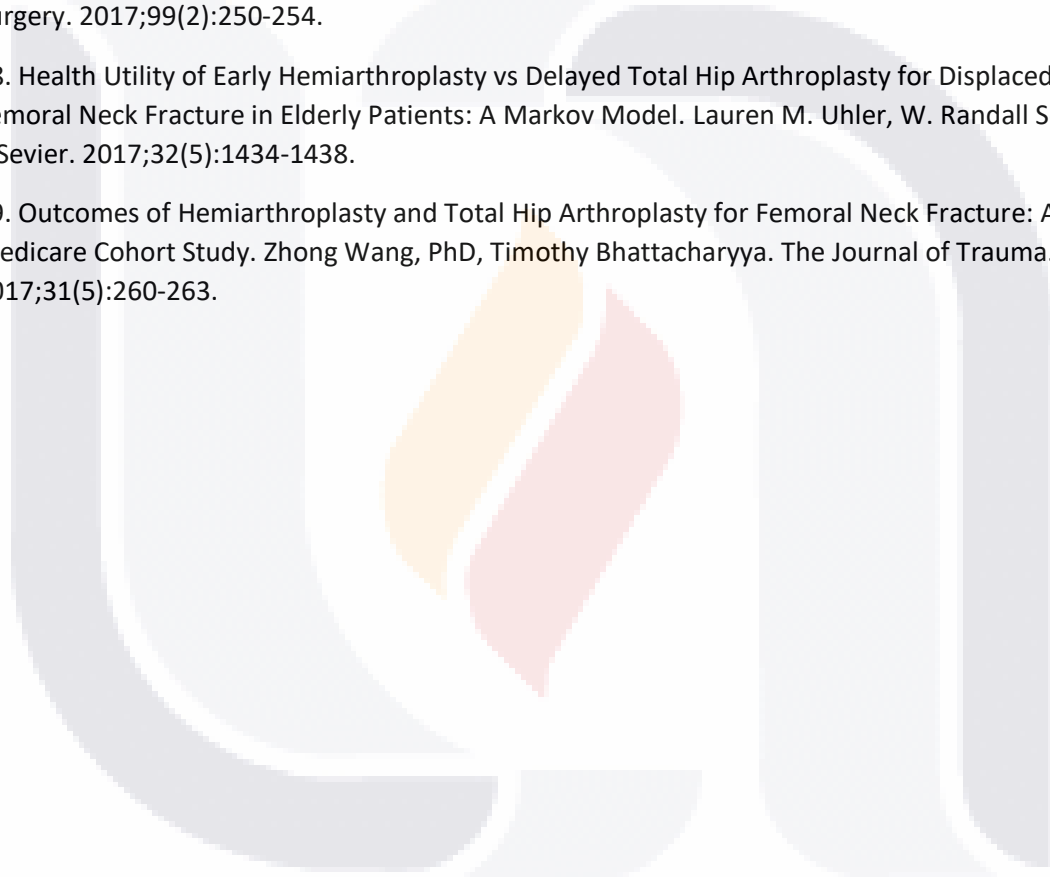 urgery. 2017;99(2):250-254.
8. Health Utility of Early Hemiarthroplasty vs Delayed Total Hip Arthroplasty for Displaced
emoral Neck Fracture in Elderly Patients: A Markov Model. Lauren M. Uhler, W. Randall S
Sevier. 2017;32(5):1434-1438.
9. Outcomes of Hemiarthroplasty and Total Hip Arthroplasty for Femoral Neck Fracture: A
edicare Cohort Study. Zhong Wang, PhD, Timothy Bhattacharyya. The Journal of Trauma.
017;31(5):260-263.